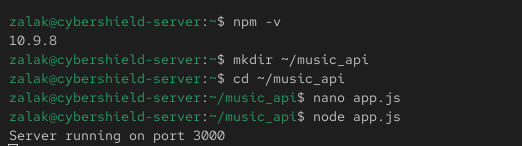 zalak@cybershield-server:~$ npm -v
10.9.8
zalak@cybershield-server:~$ mkdir ~/music_api
zalak@cybershield-server:~$ cd ~/music_api
zalak@cybershield-server:~/music_api$ nano app.js
zalak@cybershield-server:~/music_api$ node app.js
Server running on port 3000